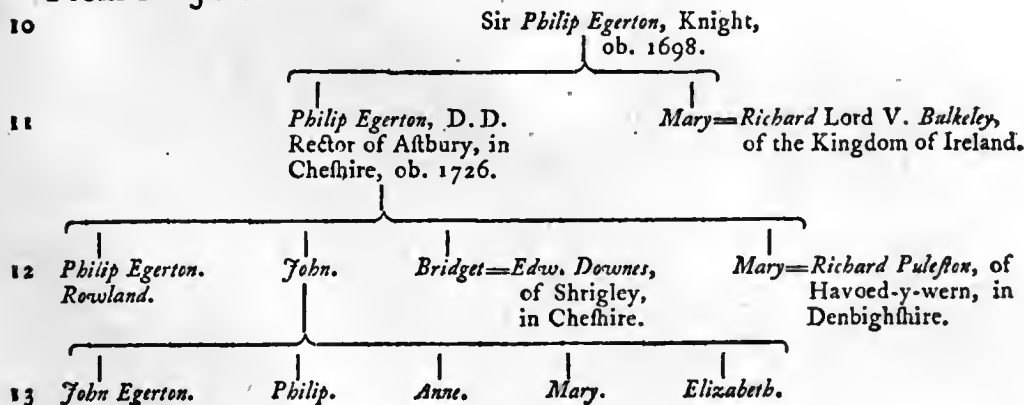 10 Sir Philip Egerton, Knight,
ob. 1698.
11 Philip Egerton, D. D. Mary=Richard Lord V. Bulkeley,
Rector of Aſtbury, in of the Kingdom of Ireland.
Cheſhire, ob. 1726.
12 Philip Egerton. John. Bridget=Edw. Downes, Mary=Richard Puleſton, of
Rowland. of Shrigley, Havoed-y-wern, in
in Cheſhire. Denbighſhire.
13 John Egerton. Philip. Anne. Mary. Elizabeth.